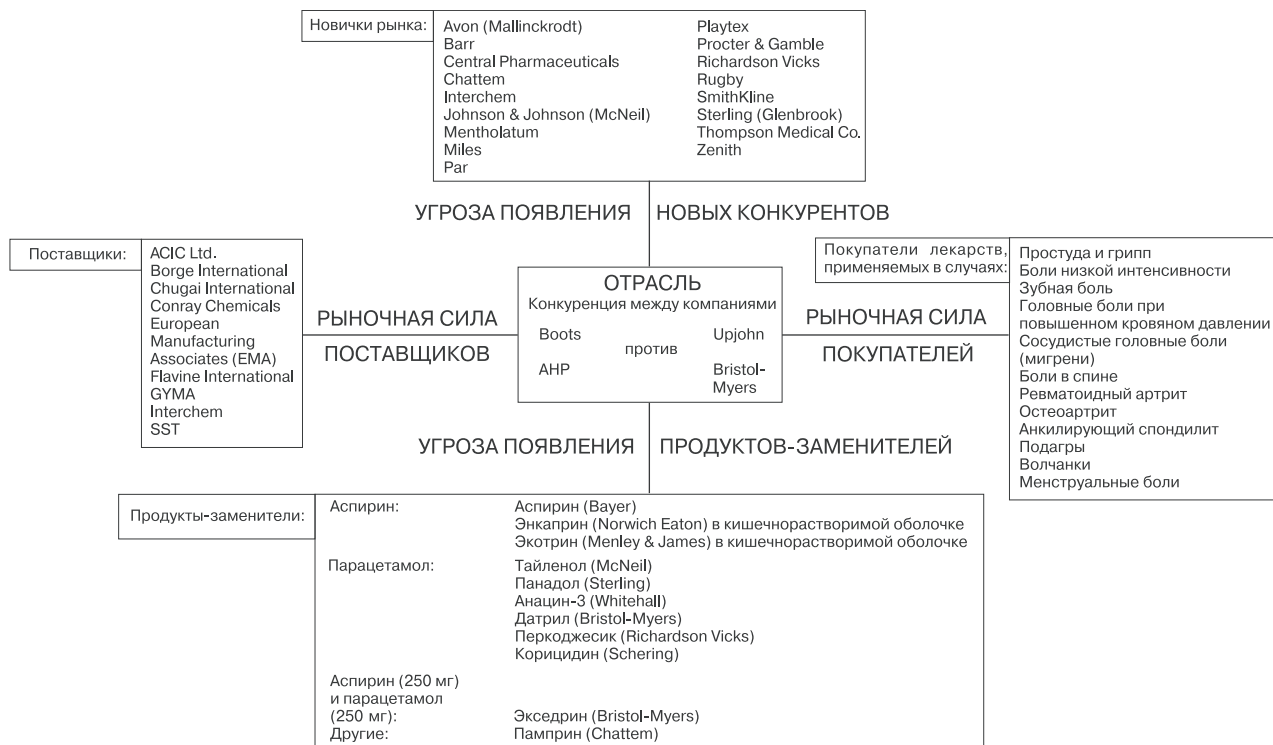 Новички рынка:
Avon (Mallinckrodt)
Barr
Central Pharmaceuticals
Chattem
Interchem
Johnson & Johnson (McNeil)
Mentholatum
Miles
Par
Playtex
Procter & Gamble
Richardson Vicks
Rugby
SmithKline
Sterling (Glenbrook)
Thompson Medical Co.
Zenith
УГРОЗА ПОЯВЛЕНИЯ НОВЫХ КОНКУРЕНТОВ
Поставщики:
ACIC Ltd.
Borge International
Chugai International
Conray Chemicals
European
Manufacturing
Associates (EMA)
Flavine International
GYMA
Interchem
SST
РЫНОЧНАЯ СИЛА
ПОСТАВЩИКОВ
ОТРАСЛЬ
Конкуренция между компаниями
Boots Upjohn
против
AHP Bristol-
Myers
РЫНОЧНАЯ СИЛА
ПОКУПАТЕЛЕЙ
Покупатели лекарств,
применяемых в случаях:
Простуда и грипп
Боли низкой интенсивности
Зубная боль
Головные боли при
повышенном кровяном давлении
Сосудистые головные боли
(мигрени)
Боли в спине
Ревматоидный артрит
Остеоартрит
Анкилирующий спондилит
Подагры
Волчанки
Менструальные боли
УГРОЗА ПОЯВЛЕНИЯ ПРОДУКТОВ-ЗАМЕНИТЕЛЕЙ
Продукты-заменители:
Аспирин: Аспирин (Bayer)
Энкаприн (Norwich Eaton) в кишечнорастворимой оболочке
Экотрин (Menley & James) в кишечнорастворимой оболочке
Парацетамол: Тайленол (McNeil)
Панадол (Sterling)
Анацин-3 (Whitehall)
Датрил (Bristol-Myers)
Перкоджесик (Richardson Vicks)
Корицидин (Schering)
Аспирин (250 мг)
и парацетамол
(250 мг): Экседрин (Bristol-Myers)
Другие: Памприн (Chattem)